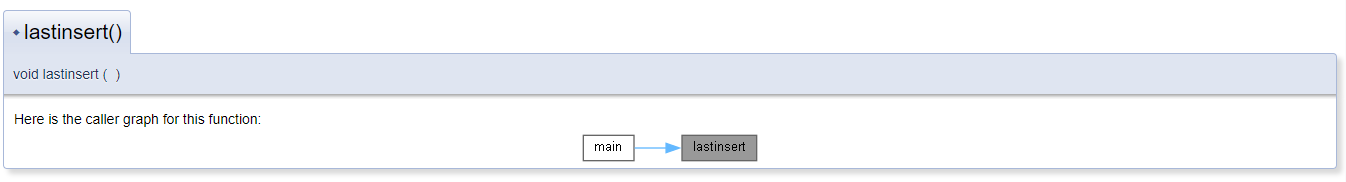 ◆ lastinsert()
void lastinsert ( )
Here is the caller graph for this function:
main lastinsert